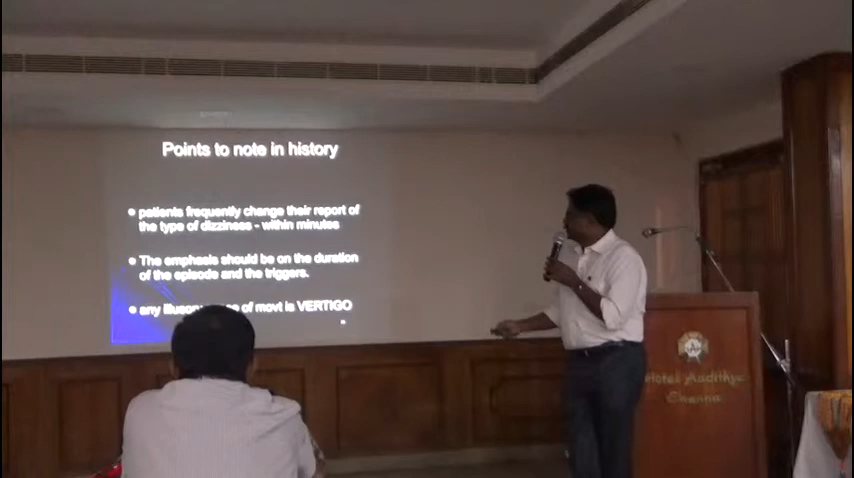 Points to note in history
• patients frequently change their report of
the type of dizziness - within minutes
• The emphasis should be on the duration
of the episode and the triggers.
• any of movt is VERTIGO
Hotel Aadithya